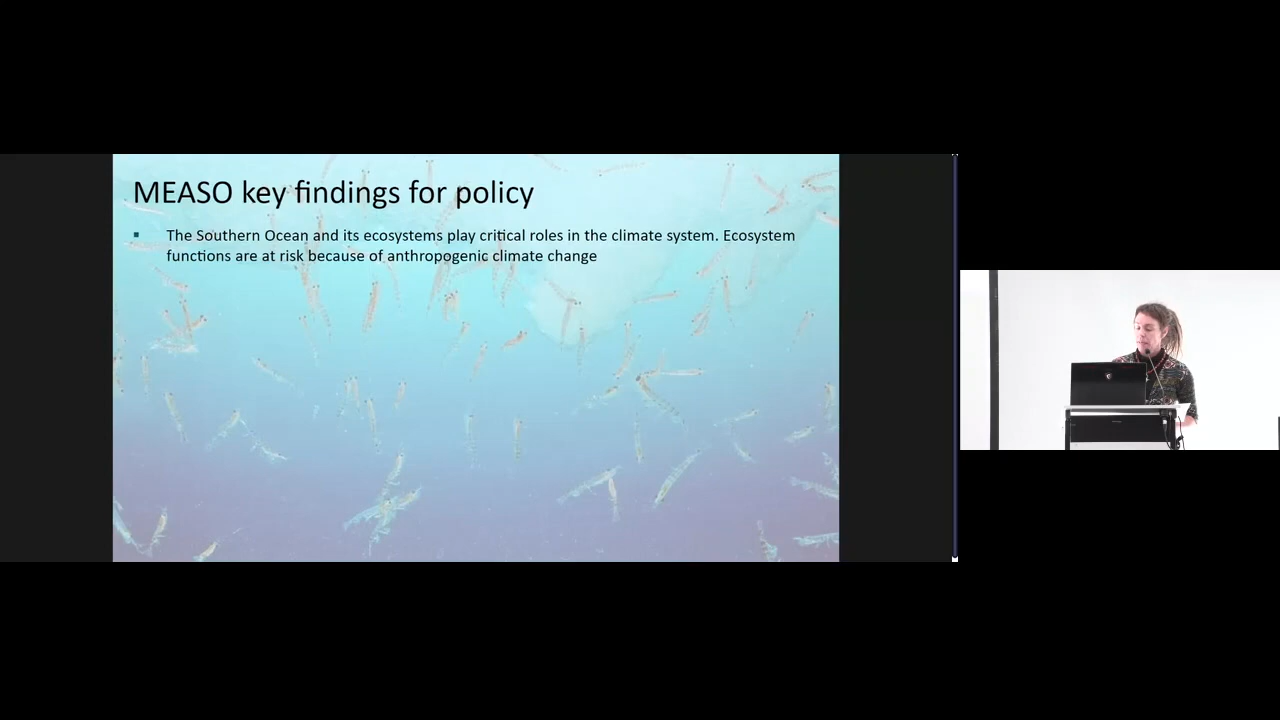 MEASO key findings for policy
The Southern Ocean and its ecosystems play critical roles in the climate system. Ecosystem
functions are at risk because of anthropogenic climate change